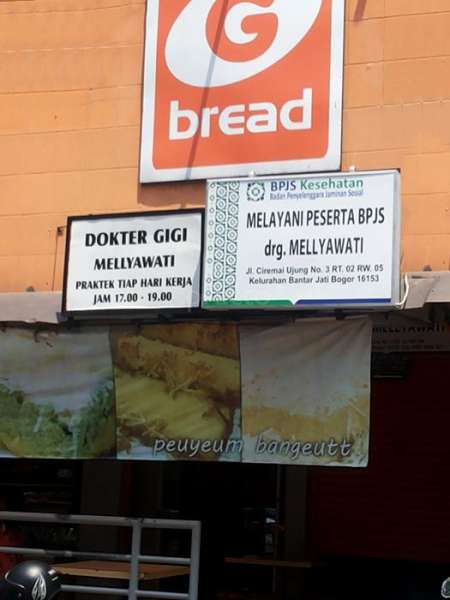 G
bread
BPJS Kesehatan
Badan Penyelenggara Jaminan Sosial
MELAYANI PESERTA BPJS
drg. MELLYAWATI
Jl. Ciremai Ujung No. 3 RT. 02 RW. 05
Kelurahan Bantar Jati Bogor 16153
DOKTER GIGI
MELLYAWATI
PRAKTEK TIAP HARI KERJA
JAM 17.00 - 19.00
peuyeum bangeutt
MELLYAWATI